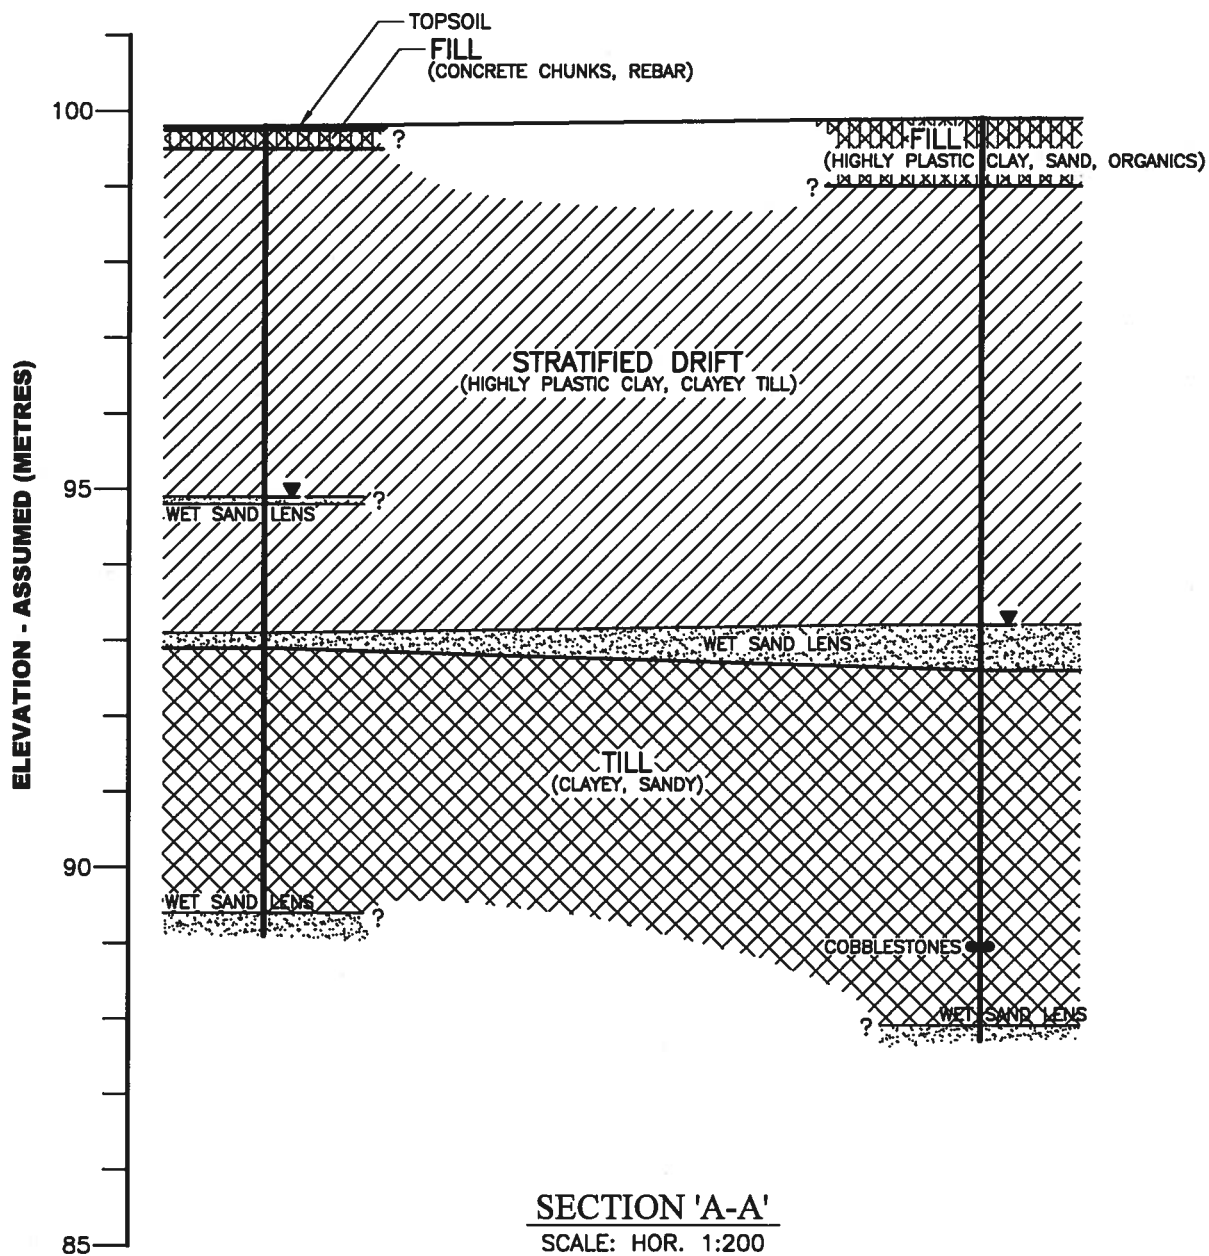 TOPSOIL
FILL
(CONCRETE CHUNKS, REBAR)
100
?
FILL
(HIGHLY PLASTIC CLAY, SAND, ORGANICS)
?
STRATIFIED DRIFT
(HIGHLY PLASTIC CLAY, CLAYEY TILL)
ELEVATION - ASSUMED (METRES)
95
?
WET SAND LENS
WET SAND LENS
TILL
(CLAYEY, SANDY)
90
WET SAND LENS
?
COBBLESTONES
WET SAND LENS
?
SECTION 'A-A'
SCALE: HOR. 1:200
85